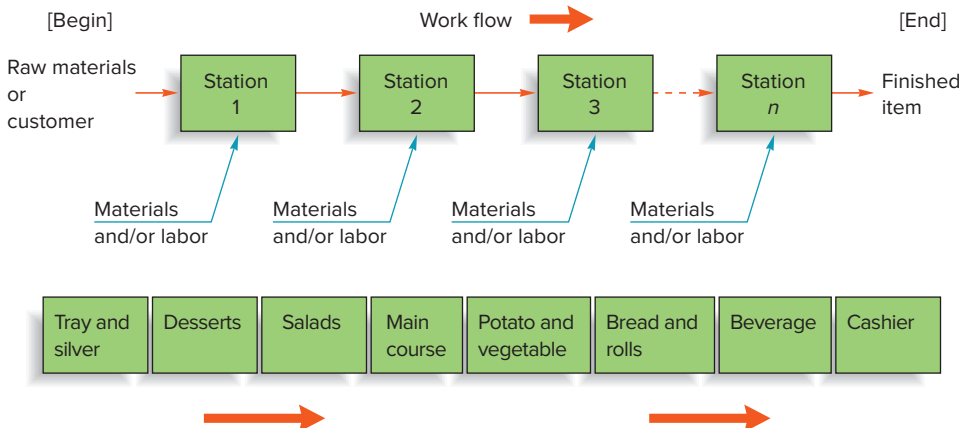 [Begin]
Work flow
[End]
Raw materials
or
customer
Station
1
Station
2
Station
3
Station
n
Finished
item
Materials
and/or labor
Materials
and/or labor
Materials
and/or labor
Materials
and/or labor
Tray and
silver
Desserts
Salads
Main
course
Potato and
vegetable
Bread and
rolls
Beverage
Cashier